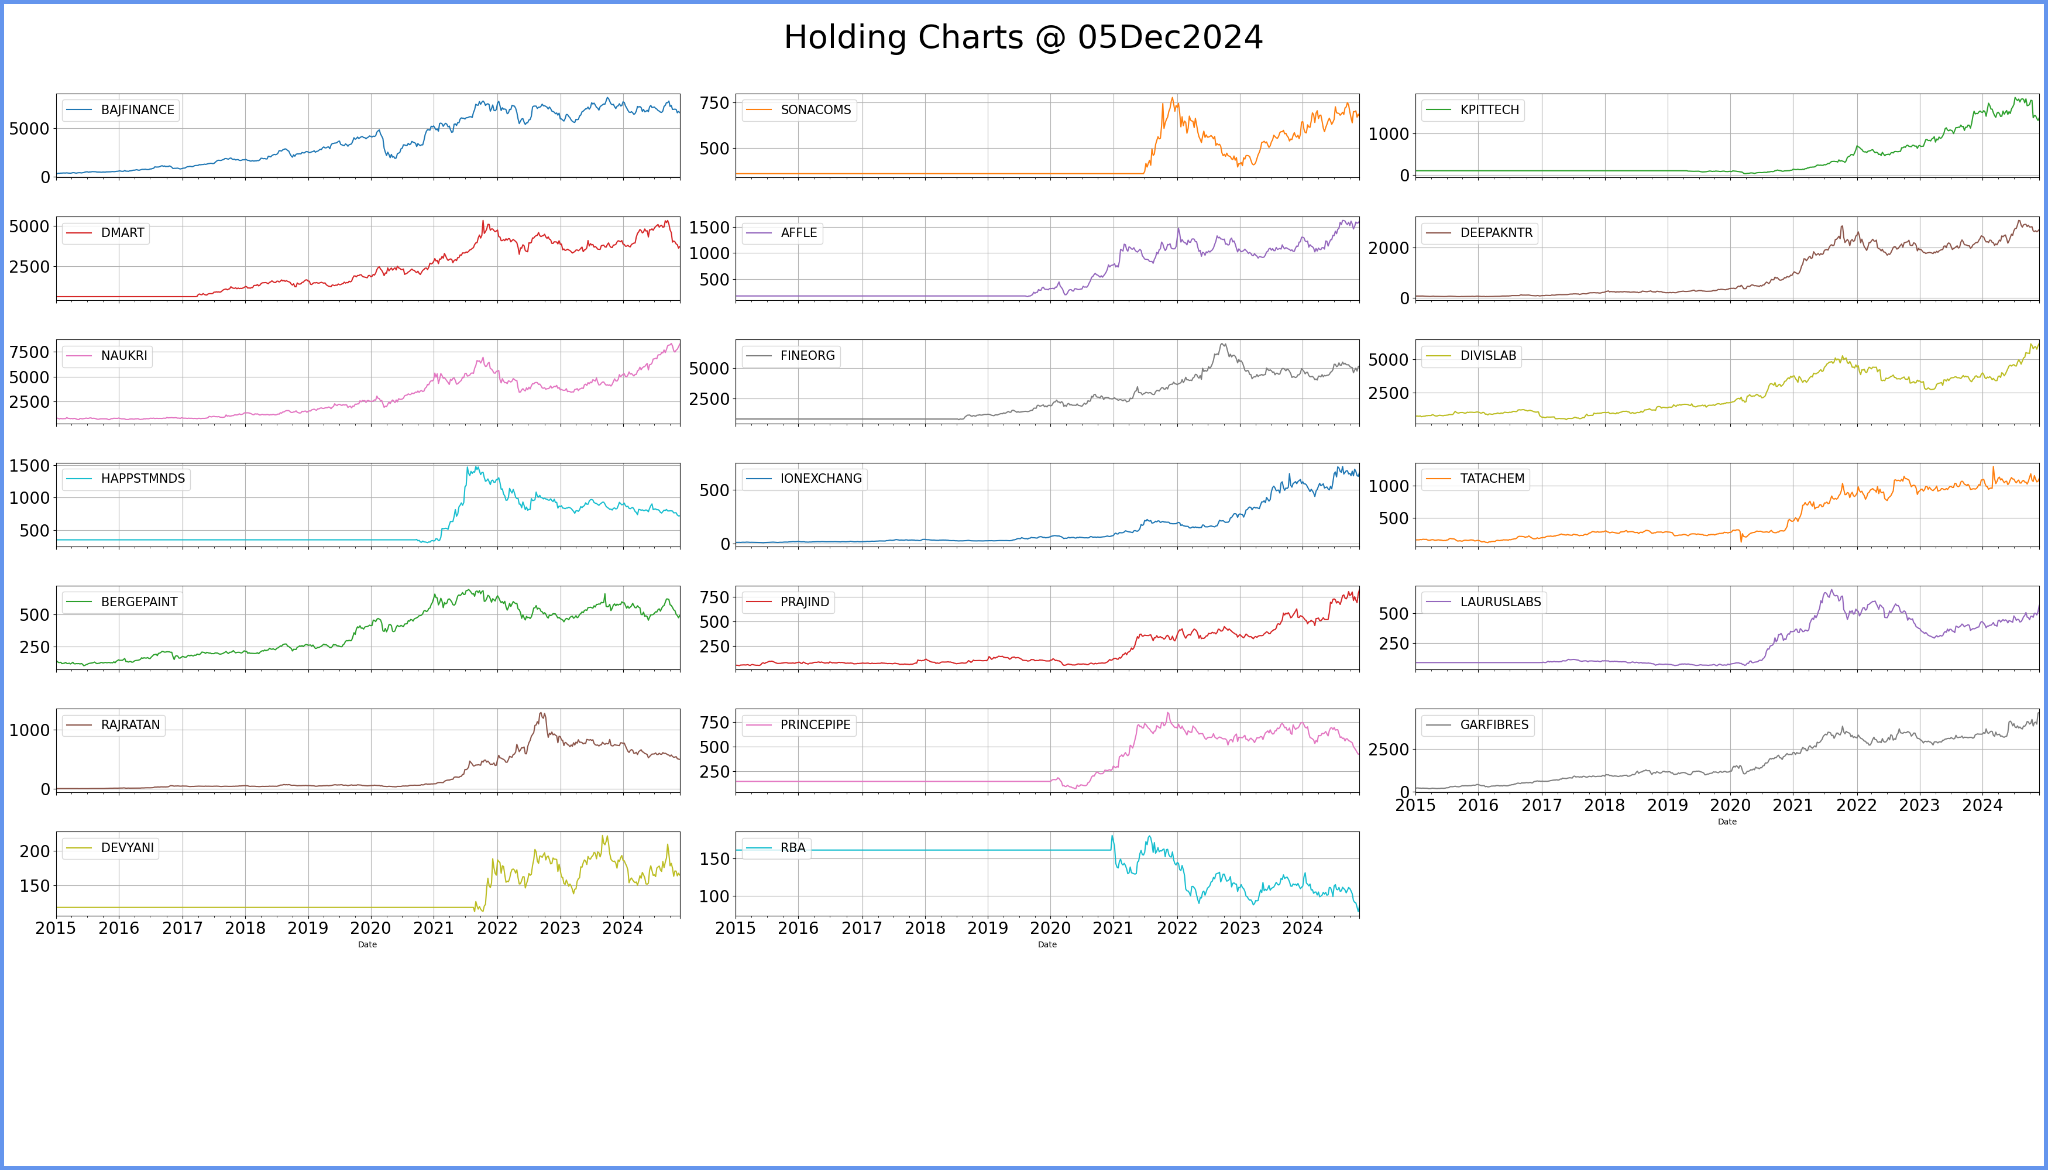 Holding Charts @ 05Dec2024
BAJFINANCE
5000
0
SONACOMS
750
500
KPITTECH
1000
0
DMART
5000
2500
AFFLE
1500
1000
500
DEEPAKNTR
2000
0
NAUKRI
7500
5000
2500
FINEORG
5000
2500
DIVISLAB
5000
2500
HAPPSTMNDS
1500
1000
500
IONEXCHANG
500
0
TATACHEM
1000
500
BERGEPAINT
500
250
PRAJIND
750
500
250
LAURUSLABS
500
250
RAJRATAN
1000
0
PRINCEPIPE
750
500
250
GARFIBRES
2500
0
2015 2016 2017 2018 2019 2020 2021 2022 2023 2024
Date
DEVYANI
200
150
2015 2016 2017 2018 2019 2020 2021 2022 2023 2024
Date
RBA
150
100
2015 2016 2017 2018 2019 2020 2021 2022 2023 2024
Date